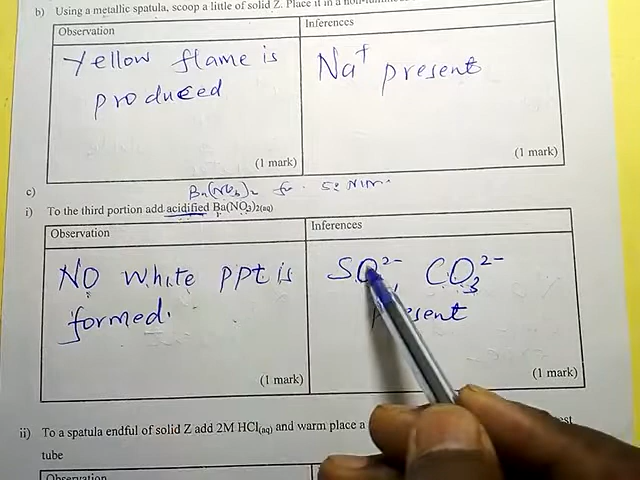 b) Using a metallic spatula, scoop a little of solid Z. Place it in a non-luminous
Observation
Inferences
Yellow flame is
produced
Na⁺ present
(1 mark)
(1 mark)
c)
i) To the third portion add acidified Ba(NO₃)₂(aq)
Observation
Inferences
NO white ppt is
formed.
SO ²⁻, CO₃²⁻
present
(1 mark)
(1 mark)
ii) To a spatula endful of solid Z add 2M HCl(aq) and warm place a
tube
Observation